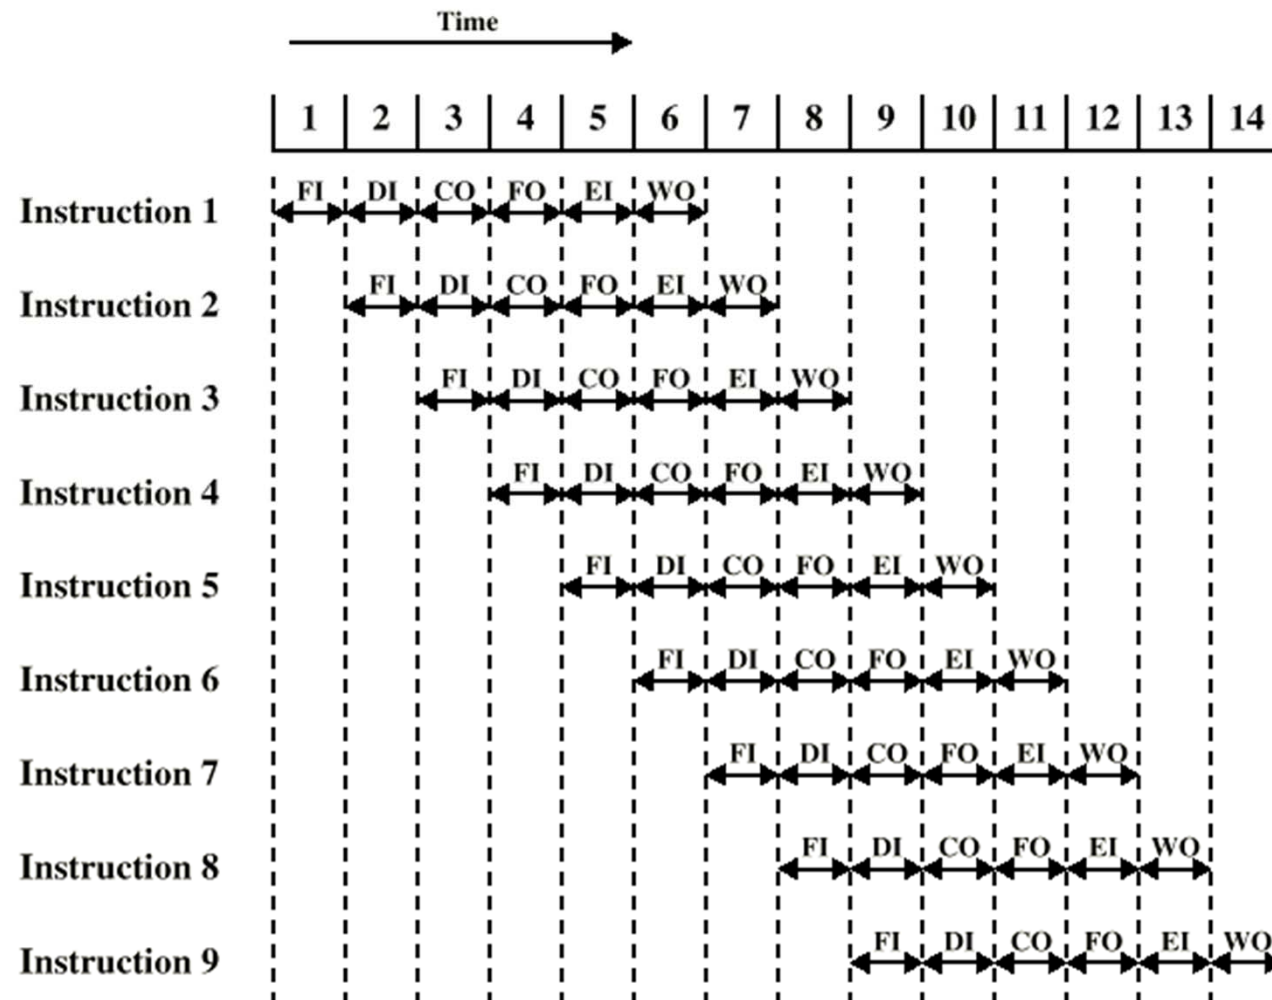 Time
1 2 3 4 5 6 7 8 9 10 11 12 13 14
Instruction 1 FI DI CO FO EI WO
Instruction 2 FI DI CO FO EI WO
Instruction 3 FI DI CO FO EI WO
Instruction 4 FI DI CO FO EI WO
Instruction 5 FI DI CO FO EI WO
Instruction 6 FI DI CO FO EI WO
Instruction 7 FI DI CO FO EI WO
Instruction 8 FI DI CO FO EI WO
Instruction 9 FI DI CO FO EI WO